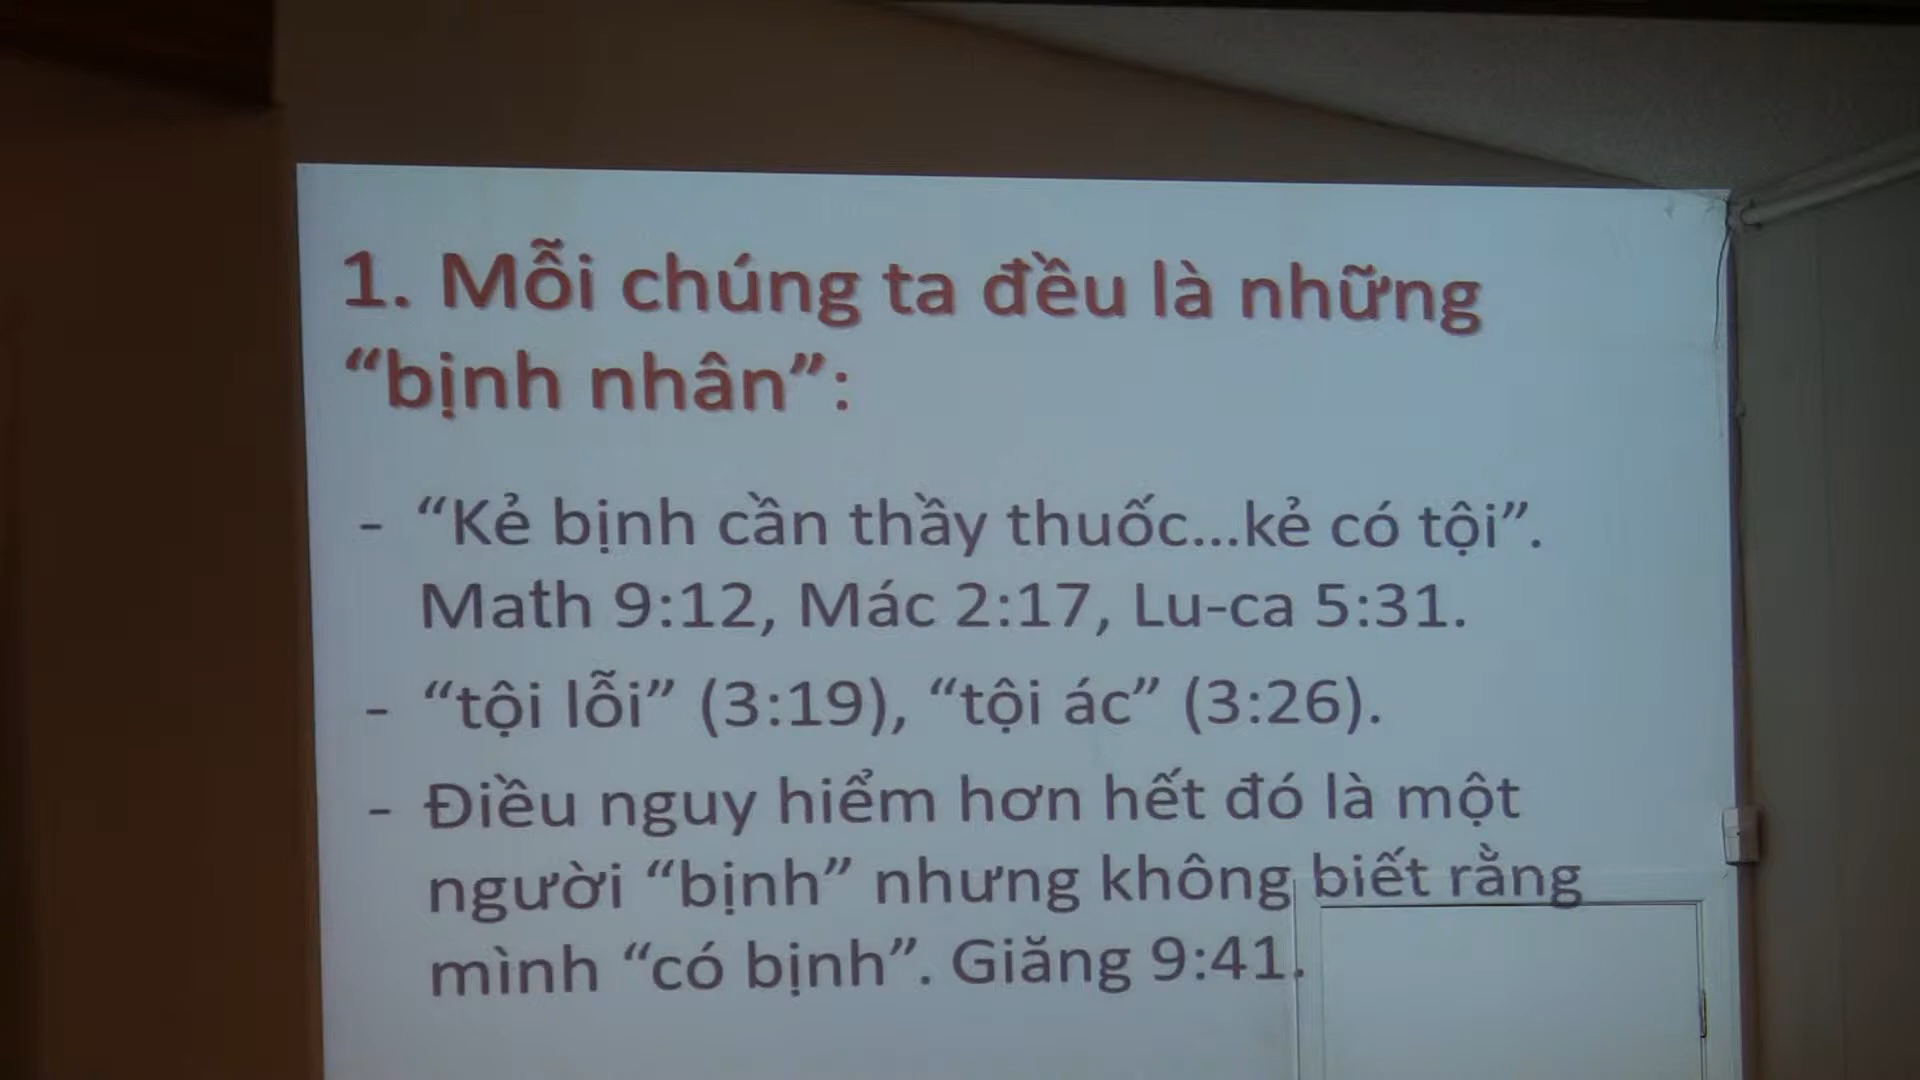 1. Mỗi chúng ta đều là những
“bịnh nhân”:
- “Kẻ bịnh cần thầy thuốc...kẻ có tội”.
Math 9:12, Mác 2:17, Lu-ca 5:31.
- “tội lỗi” (3:19), “tội ác” (3:26).
- Điều nguy hiểm hơn hết đó là một
người “bịnh” nhưng không biết rằng
mình “có bịnh”. Giăng 9:41.